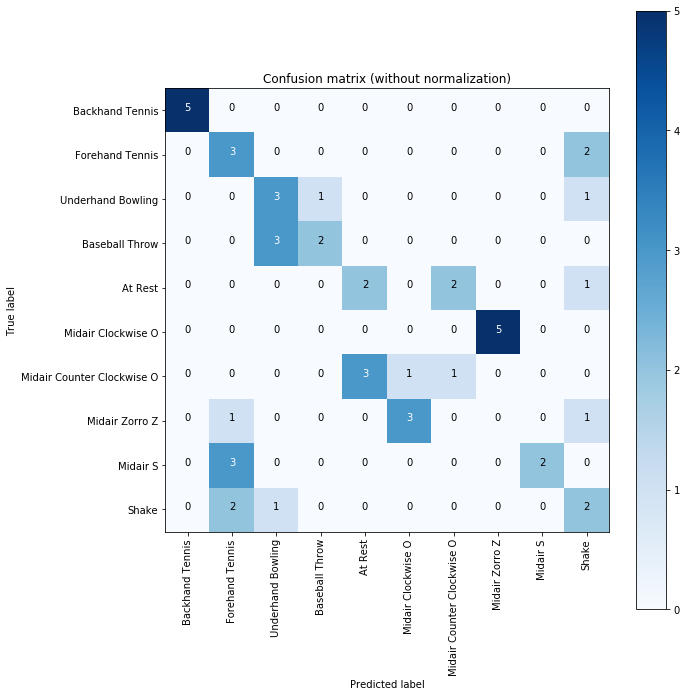 Confusion matrix (without normalization)
True label
Backhand Tennis 5 0 0 0 0 0 0 0 0 0
Forehand Tennis 0 3 0 0 0 0 0 0 0 2
Underhand Bowling 0 0 3 1 0 0 0 0 0 1
Baseball Throw 0 0 3 2 0 0 0 0 0 0
At Rest 0 0 0 0 2 0 2 0 0 1
Midair Clockwise O 0 0 0 0 0 0 0 5 0 0
Midair Counter Clockwise O 0 0 0 0 3 1 1 0 0 0
Midair Zorro Z 0 1 0 0 0 3 0 0 0 1
Midair S 0 3 0 0 0 0 0 0 2 0
Shake 0 2 1 0 0 0 0 0 0 2
Backhand Tennis
Forehand Tennis
Underhand Bowling
Baseball Throw
At Rest
Midair Clockwise O
Midair Counter Clockwise O
Midair Zorro Z
Midair S
Shake
Predicted label
5
4
3
2
1
0